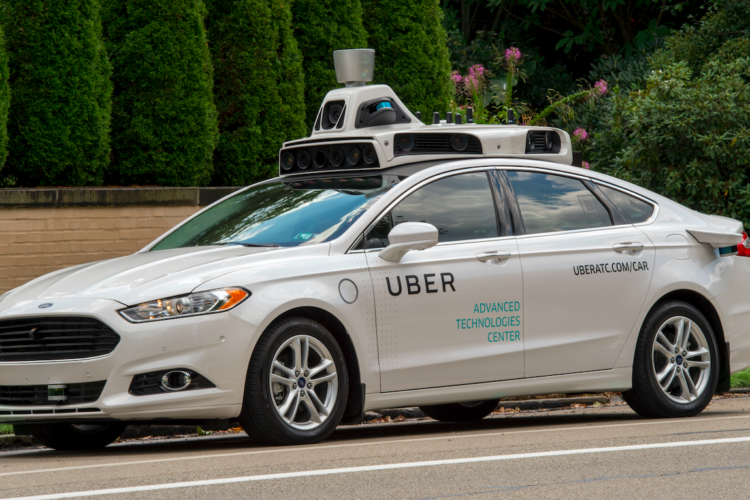 UBER
ADVANCED
TECHNOLOGIES
CENTER
UBERATC.COM/CAR